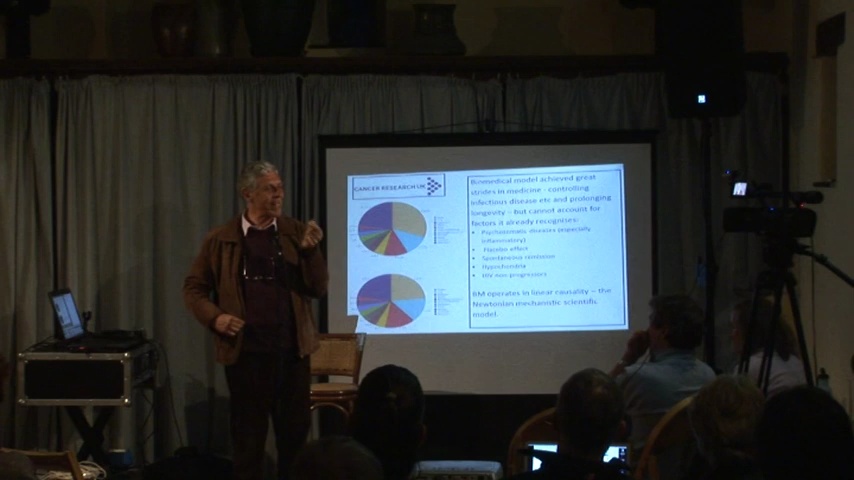 CANCER RESEARCH UK
Biomedical model achieved great
strides in medicine - controlling
infectious disease etc and prolonging
longevity – but cannot account for
factors it already recognises:
Psychosomatic diseases (especially
inflammatory)
Placebo effect
Spontaneous remission
Hypochondria
HIV non-progressors
BM operates in linear causality – the
Newtonian mechanistic scientific
model.